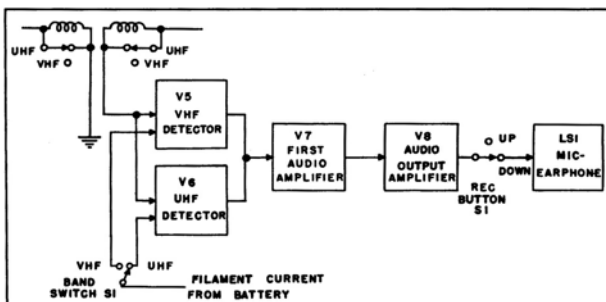 UHF
VHF
UHF
VHF
V5
VHF
DETECTOR
V6
UHF
DETECTOR
V7
FIRST
AUDIO
AMPLIFIER
V8
AUDIO
OUTPUT
AMPLIFIER
UP
DOWN
REC
BUTTON
S1
LS1
MIC-
EARPHONE
VHF
UHF
BAND
SWITCH S1
FILAMENT CURRENT
FROM BATTERY